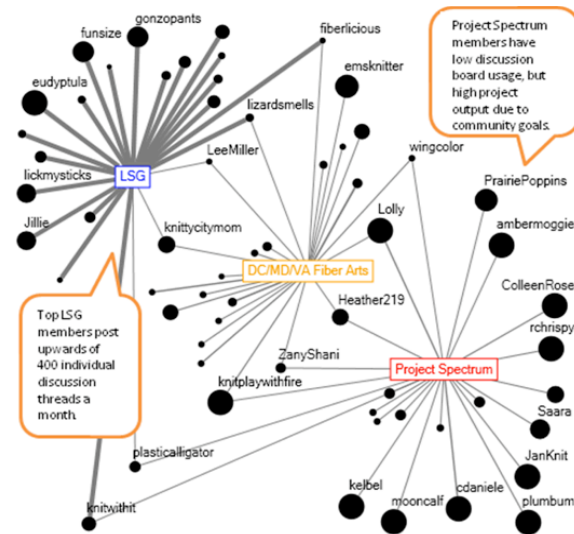 gonzopants
funsize
fiberlicious
Project Spectrum
members have
low discussion
board usage, but
high project
output due to
community goals.
eudyptula
emsknitter
lizardsmells
LeeMiller
wingcolor
LSG
lickmysticks
PrairiePoppins
Jillie
Lolly
knittycitymom
ambermoggie
DC/MD/VA Fiber Arts
ColleenRose
Heather219
Top LSG
members post
upwards of
400 individual
discussion
threads a
month.
rchrispy
ZanyShani
Project Spectrum
knitplaywithfire
Saara
plasticalligator
JanKnit
knitwithit
kelbel
mooncalf
cdaniele
plumbum